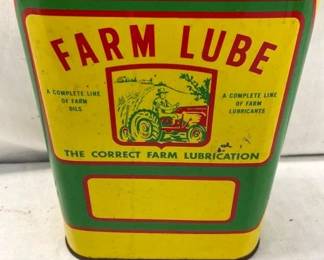 FARM LUBE
A COMPLETE LINE
OF FARM
OILS
A COMPLETE LINE
OF FARM
LUBRICANTS
THE CORRECT FARM LUBRICATION